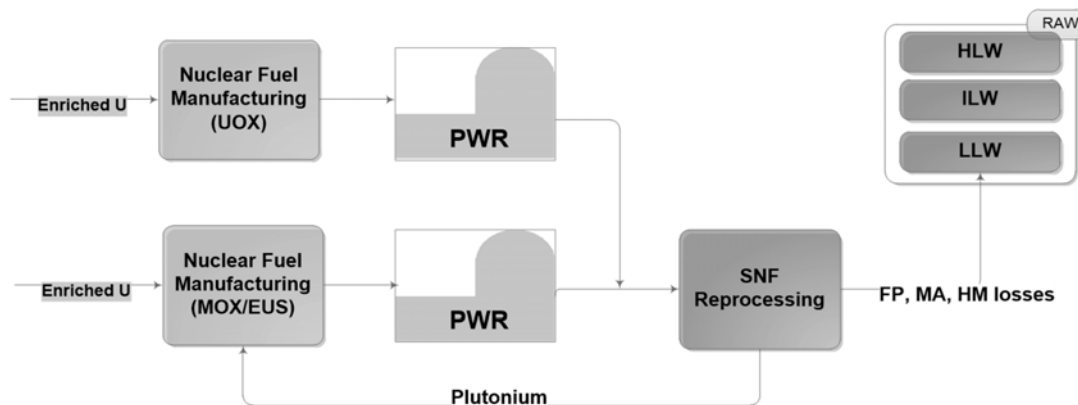 RAW
HLW
ILW
LLW
Enriched U
Nuclear Fuel
Manufacturing
(UOX)
PWR
Enriched U
Nuclear Fuel
Manufacturing
(MOX/EUS)
PWR
SNF
Reprocessing
FP, MA, HM losses
Plutonium